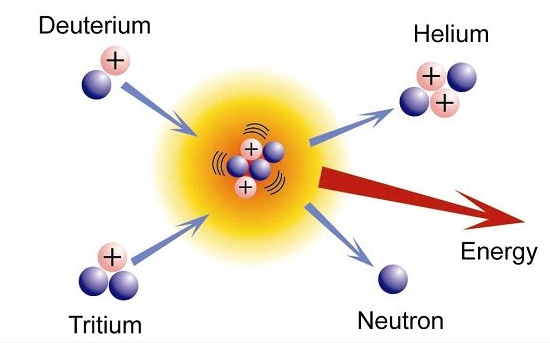 Deuterium
Helium
+
+
+
+
+
+
Energy
Tritium
Neutron